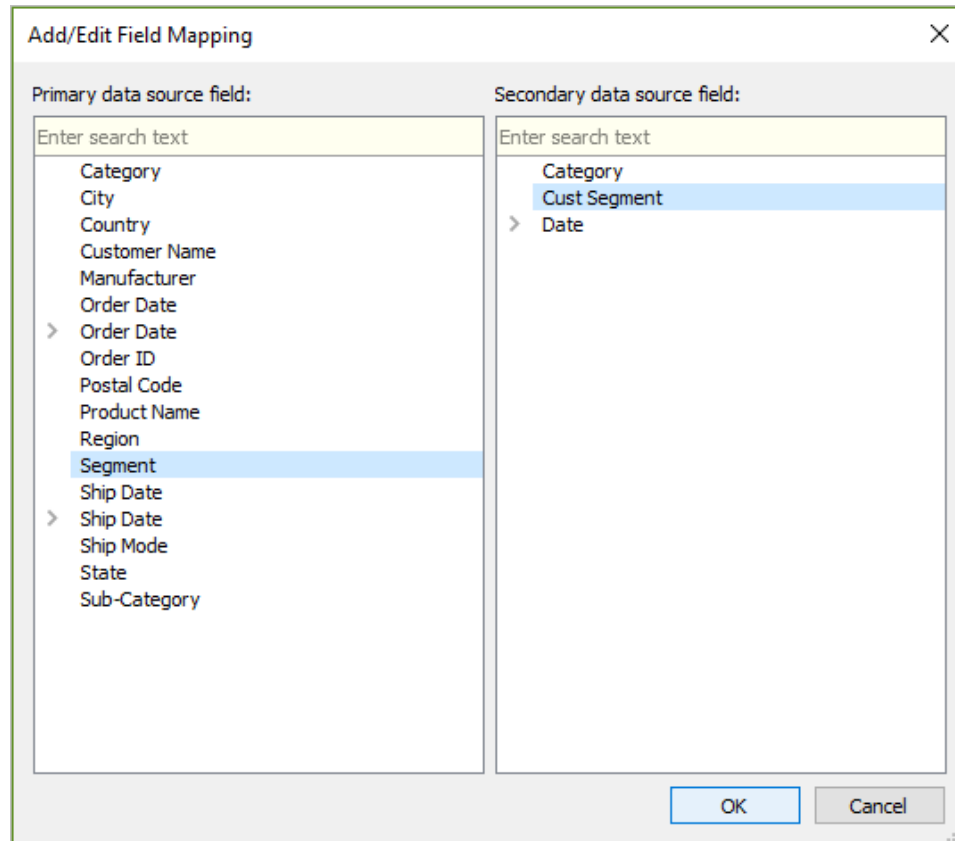 Add/Edit Field Mapping
Primary data source field:
Enter search text
Category
City
Country
Customer Name
Manufacturer
Order Date
Order Date
Order ID
Postal Code
Product Name
Region
Segment
Ship Date
Ship Date
Ship Mode
State
Sub-Category
Secondary data source field:
Enter search text
Category
Cust Segment
Date
OK
Cancel